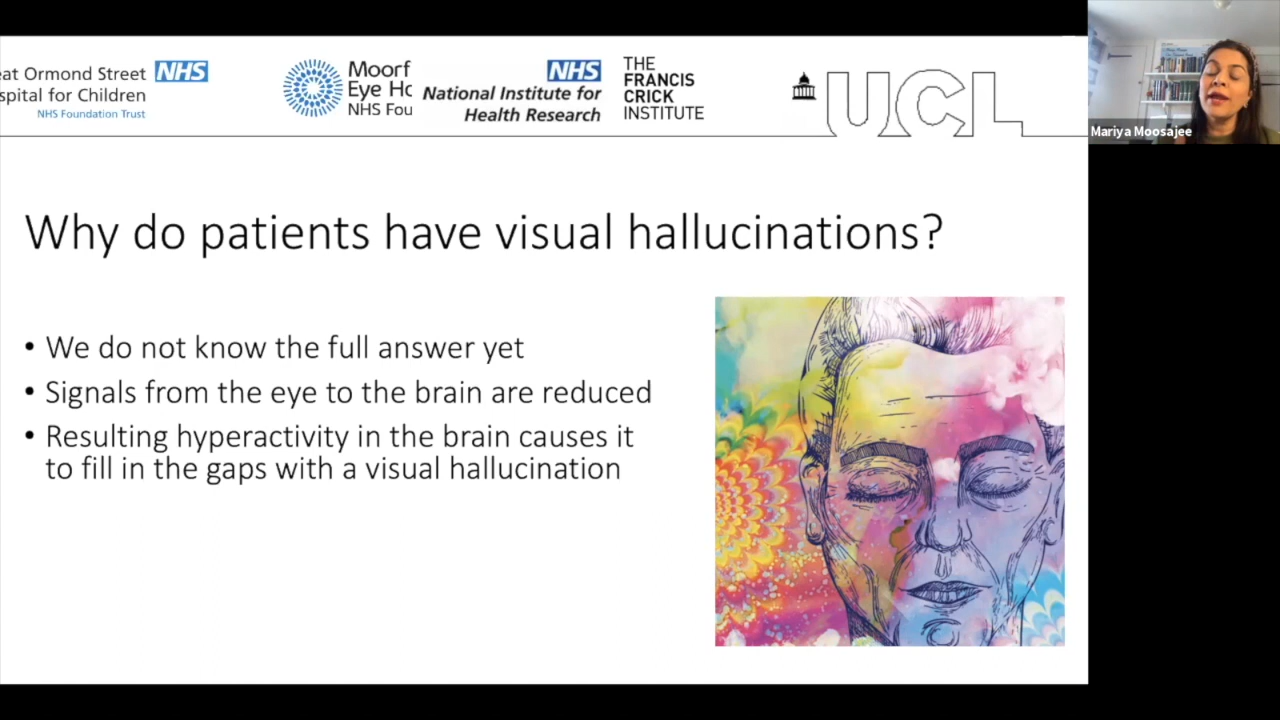 eat Ormond Street NHS
spital for Children
NHS Foundation Trust
Moorf
Eye Ho
NHS Fou
NHS
National Institute for
Health Research
THE
FRANCIS
CRICK
INSTITUTE
UCL
Mariya Moosajee
Why do patients have visual hallucinations?
• We do not know the full answer yet
• Signals from the eye to the brain are reduced
• Resulting hyperactivity in the brain causes it
to fill in the gaps with a visual hallucination